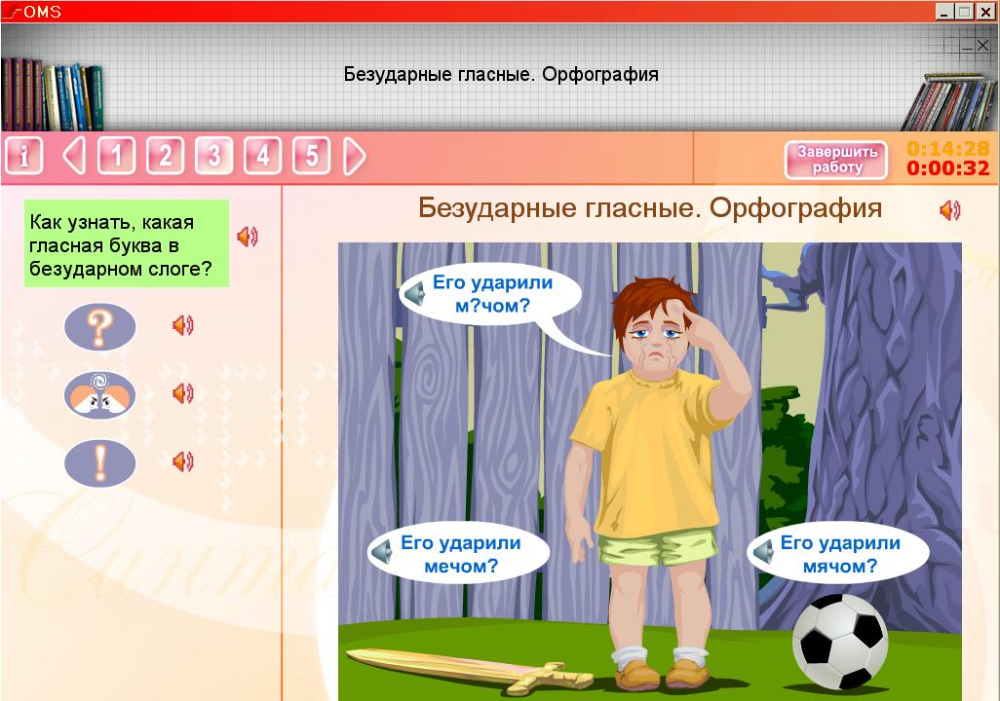 OMS
Безударные гласные. Орфография
i 1 2 3 4 5
Завершить
работу
0:14:28
0:00:32
Как узнать, какая
гласная буква в
безударном слоге?
?
!
Безударные гласные. Орфография
Его ударили
м?чом?
Его ударили
мечом?
Его ударили
мячом?